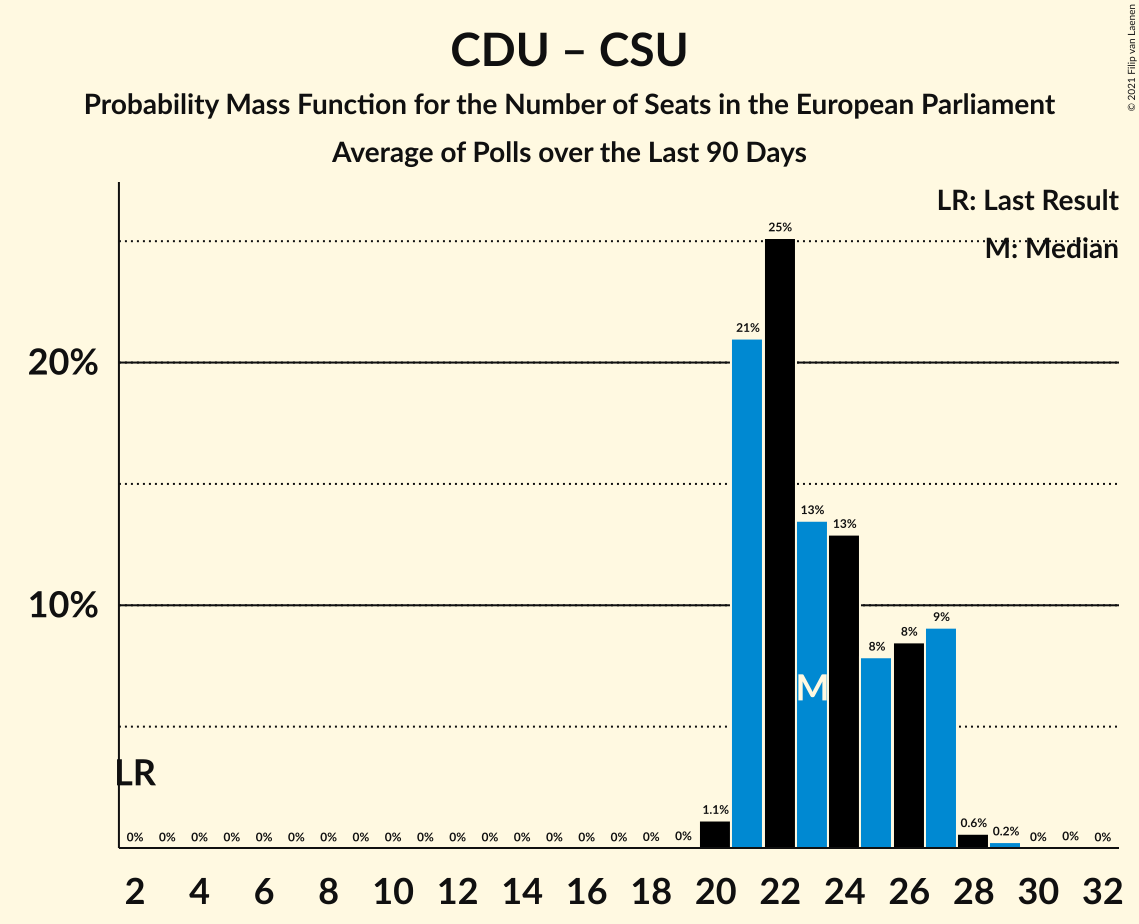 CDU – CSU
Probability Mass Function for the Number of Seats in the European Parliament
Average of Polls over the Last 90 Days
© 2021 Filip van Laenen
LR: Last Result
M: Median
25%
21%
20%
13%
13%
10%
9%
8%
8%
M
LR
1.1%
0.6%
0.2%
0% 0% 0% 0% 0% 0% 0% 0% 0% 0% 0% 0% 0% 0% 0% 0% 0% 0% 0% 0% 0%
2 4 6 8 10 12 14 16 18 20 22 24 26 28 30 32